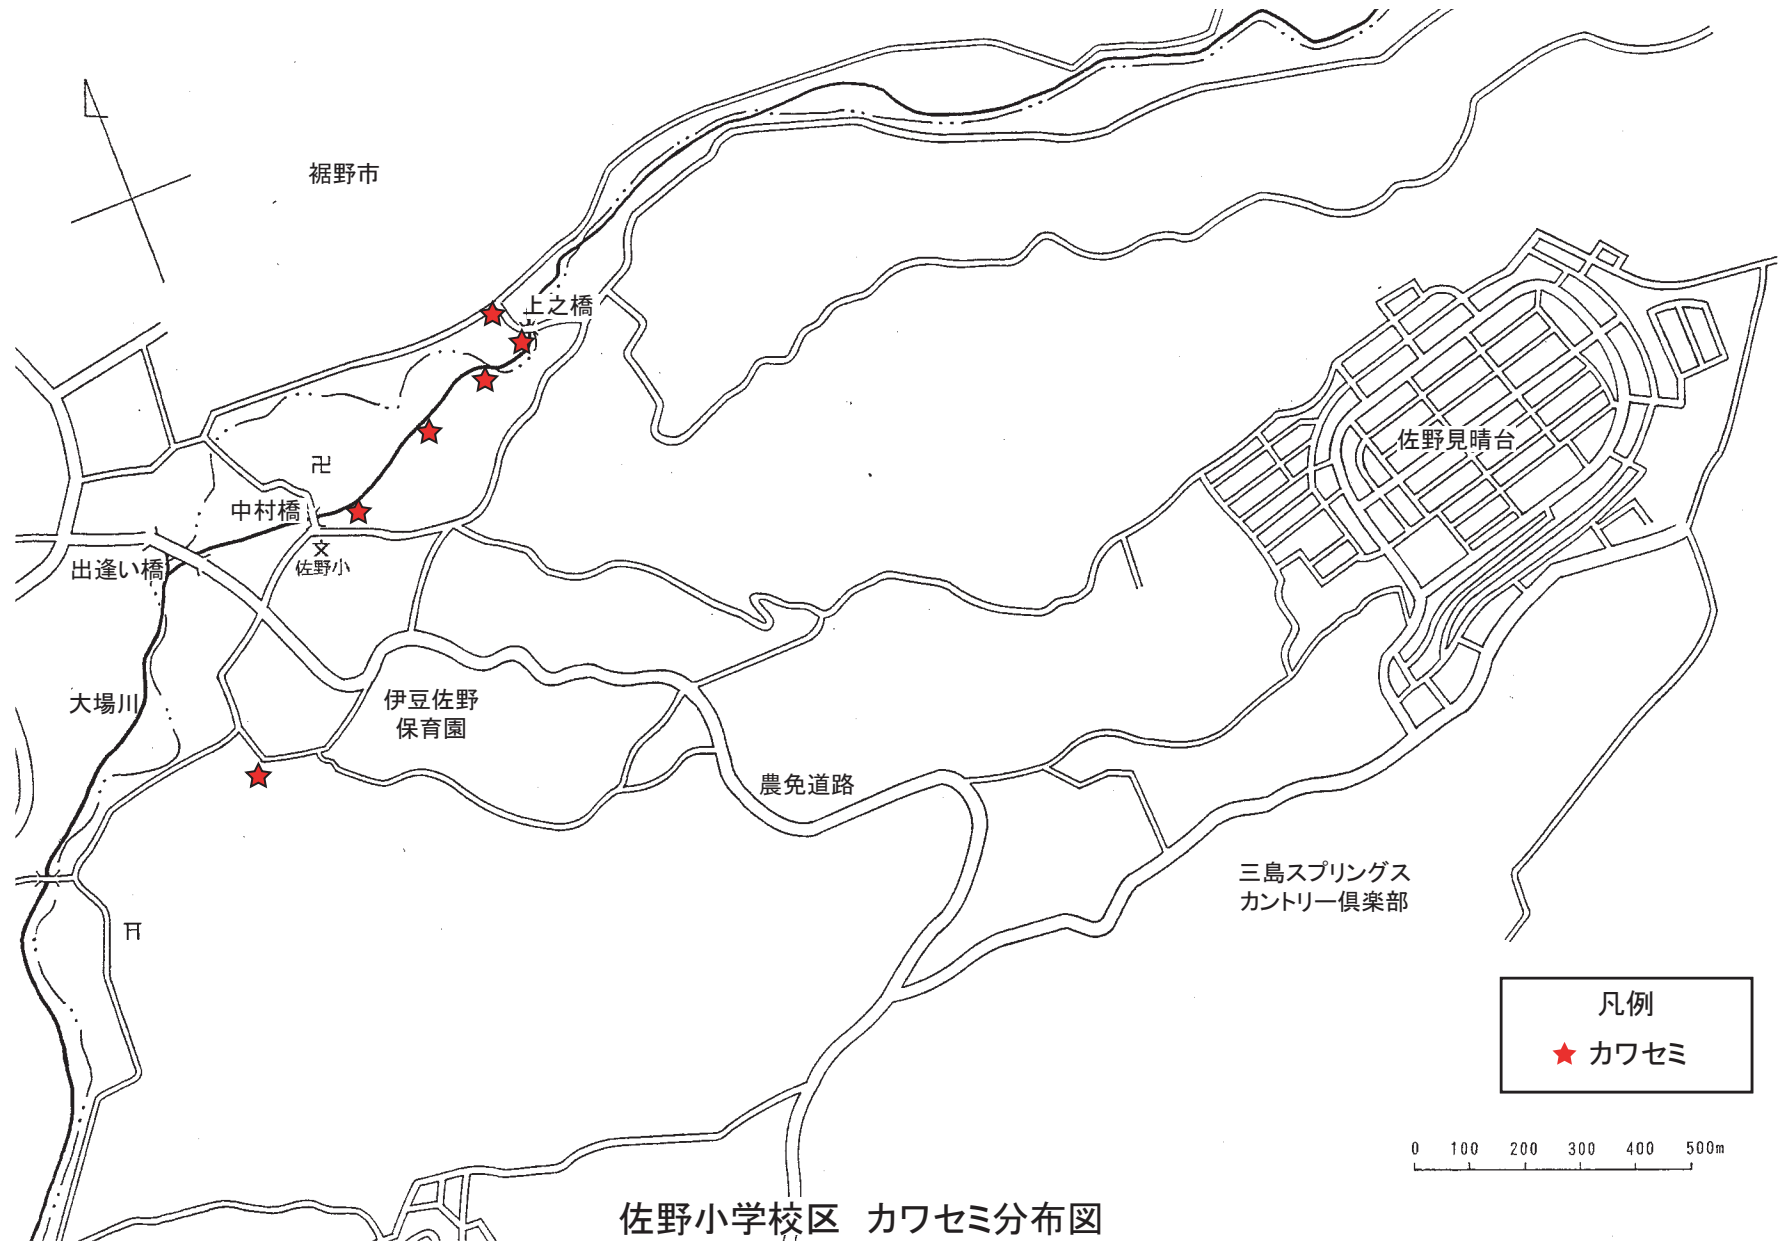 裾野市
上之橋
佐野見晴台
卍
中村橋
文
佐野小
出逢い橋
大場川
伊豆佐野
保育園
農免道路
三島スプリングス
カントリー倶楽部
凡例
★ カワセミ
0 100 200 300 400 500m
佐野小学校区 カワセミ分布図